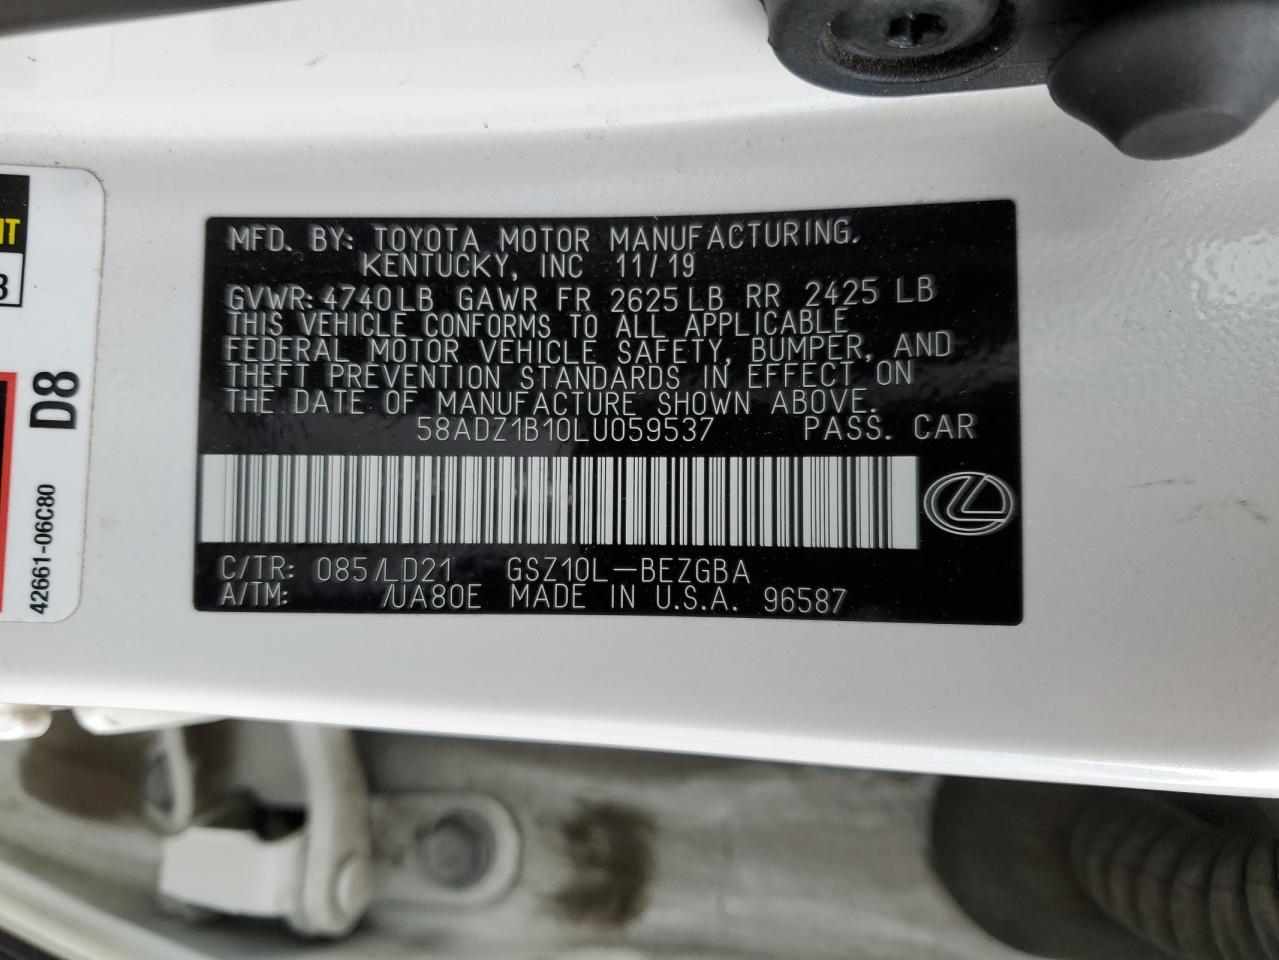 MFD. BY: TOYOTA MOTOR MANUFACTURING.
KENTUCKY, INC 11/19
GVWR: 4740LB GAWR FR 2625LB RR 2425 LB
THIS VEHICLE CONFORMS TO ALL APPLICABLE
FEDERAL MOTOR VEHICLE SAFETY, BUMPER, AND
THEFT PREVENTION STANDARDS IN EFFECT ON
THE DATE OF MANUFACTURE SHOWN ABOVE.
58ADZ1B10LU059537 PASS. CAR
C/TR: 085/LD21 GSZ10L-BEZGBA
A/TM: /UA80E MADE IN U.S.A. 96587
D8
42661-06C80